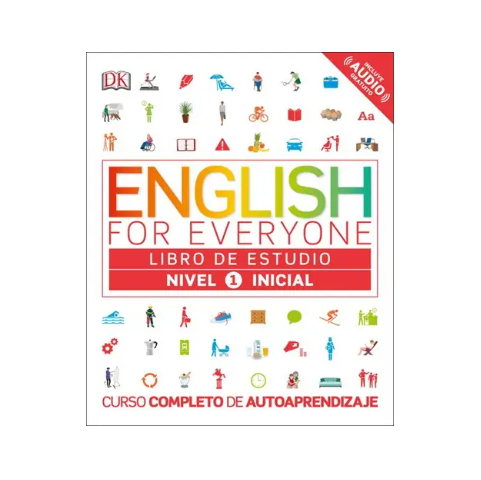 DK
INCLUYE
AUDIO
GRATUITO
Aa
ENGLISH
FOR EVERYONE
LIBRO DE ESTUDIO
NIVEL 1 INICIAL
CURSO COMPLETO DE AUTOAPRENDIZAJE